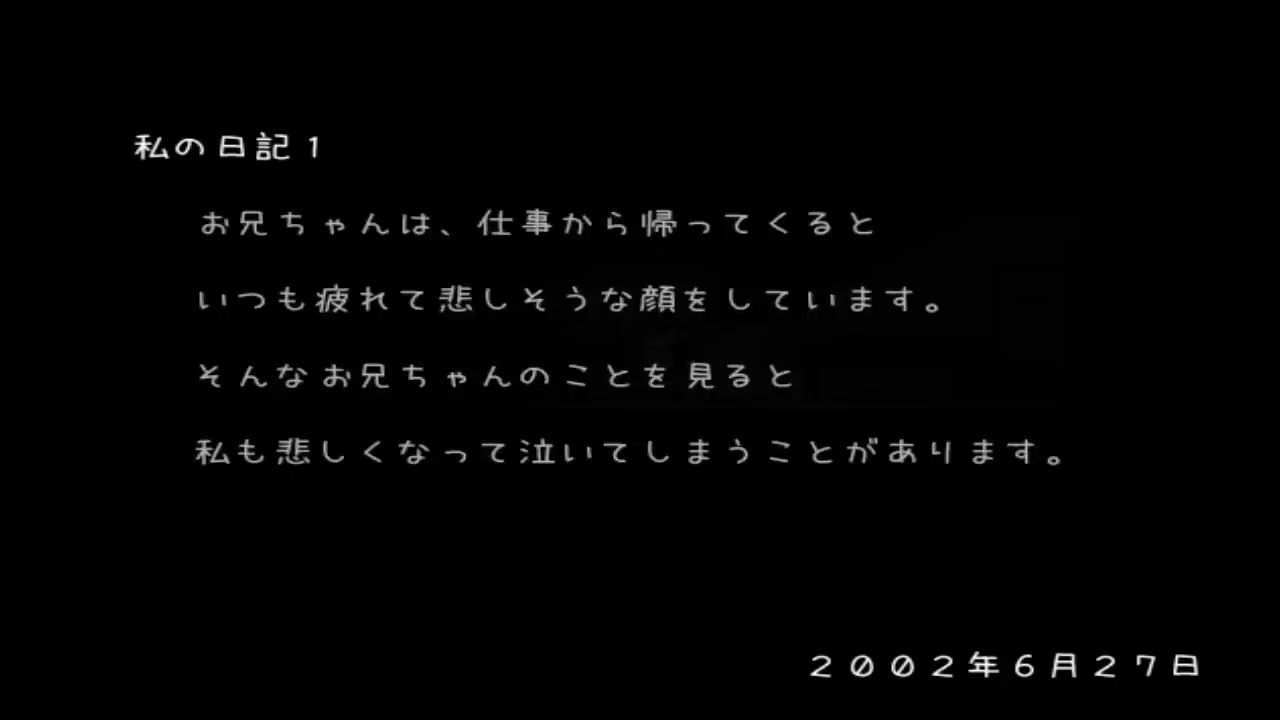 私の日記１
お兄ちゃんは、仕事から帰ってくると
いつも疲れて悲しそうな顔をしています。
そんなお兄ちゃんのことを見ると
私も悲しくなって泣いてしまうことがあります。
２００２年６月２７日